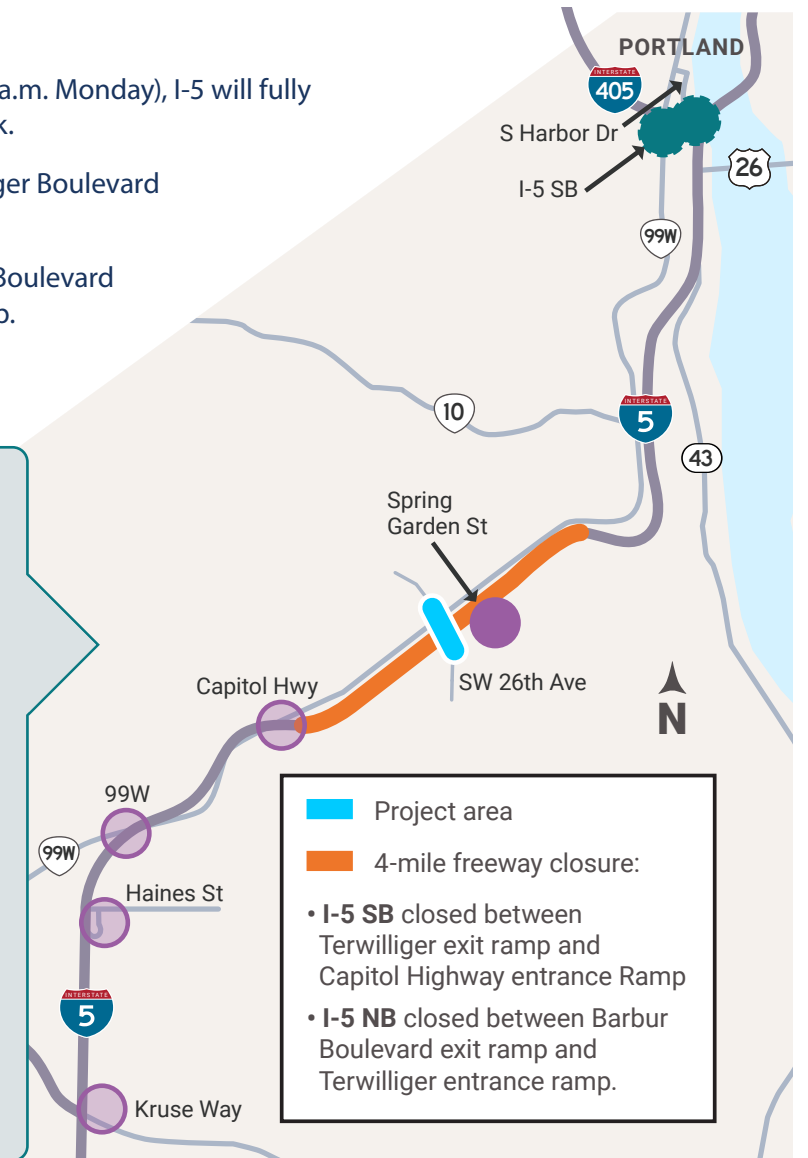 a.m. Monday), I-5 will fully
k.
ger Boulevard
Boulevard
p.
PORTLAND
INTERSTATE
405
S Harbor Dr
I-5 SB
26
99W
10
INTERSTATE
5
43
Spring
Garden St
SW 26th Ave
Capitol Hwy
N
99W
99W
Haines St
INTERSTATE
5
Kruse Way
Project area
4-mile freeway closure:
• I-5 SB closed between
Terwilliger exit ramp and
Capitol Highway entrance Ramp
• I-5 NB closed between Barbur
Boulevard exit ramp and
Terwilliger entrance ramp.